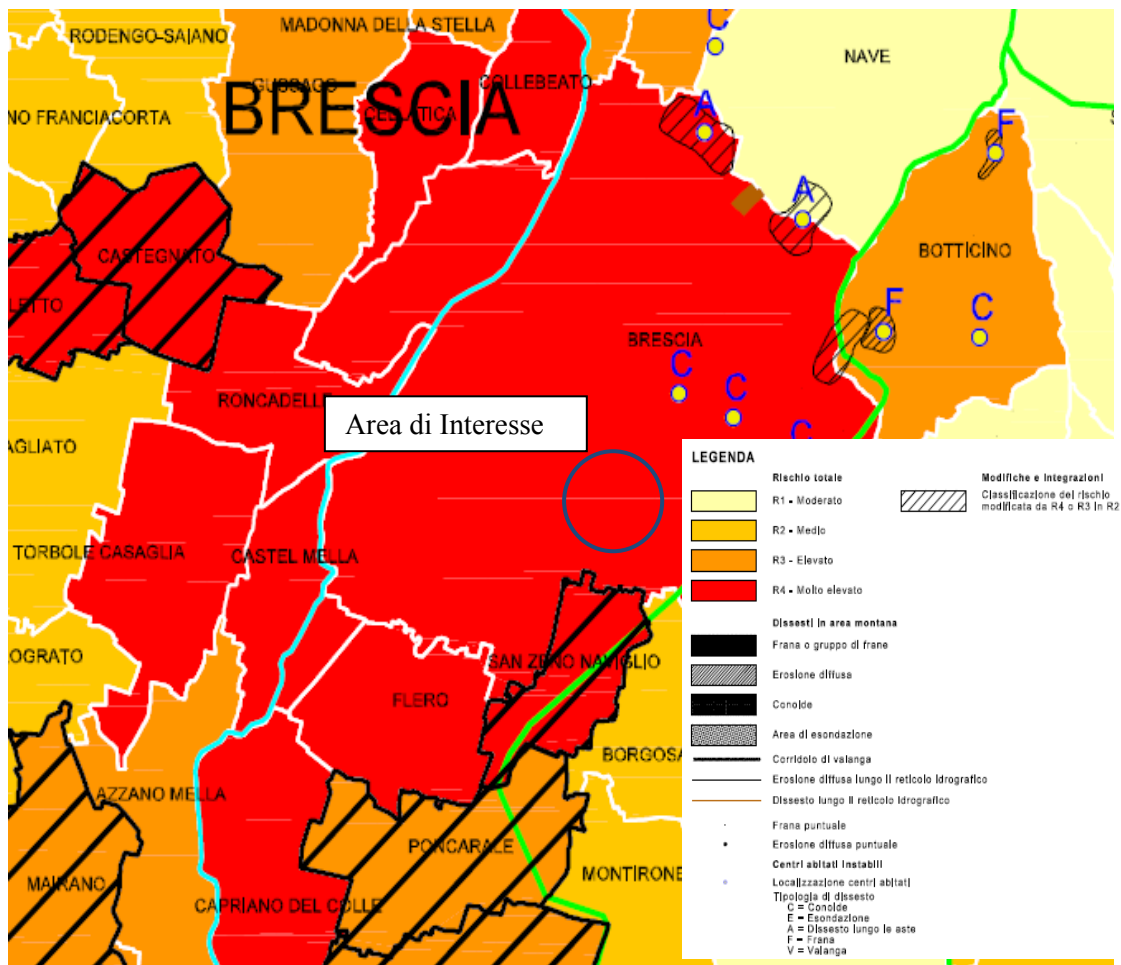 C
MADONNA DELLA STELLA
RODENGO-SAIANO
NAVE
GUSSAGO
COLLEBEATO
BRESCIA
CELLATICA
NO FRANCIACORTA
A
F
A
BOTTICINO
CASTEGNATO
LETTO
F
C
BRESCIA
C
C
C
RONCADELLE
Area di Interesse
AGLIATO
TORBOLE CASAGLIA
CASTEL MELLA
OGRATO
SAN ZENO NAVIGLIO
FLERO
BORGOSA
AZZANO MELLA
PONCARALE
MONTIRONE
MAIRANO
CAPRIANO DEL COLLE
LEGENDA
Rischio totale
R1 - Moderato
R2 - Medio
R3 - Elevato
R4 - Molto elevato
Modifiche e integrazioni
Classificazione del rischio
modificata da R4 o R3 in R2
Dissesti in area montana
Frana o gruppo di frane
Erosione diffusa
Conoide
Area di esondazione
Corridoio di valanga
Erosione diffusa lungo il reticolo idrografico
Dissesto lungo il reticolo idrografico
Frana puntuale
Erosione diffusa puntuale
Centri abitati instabili
Localizzazione centri abitati
Tipologia di dissesto
C = Conoide
E = Esondazione
A = Dissesto lungo le aste
F = Frana
V = Valanga